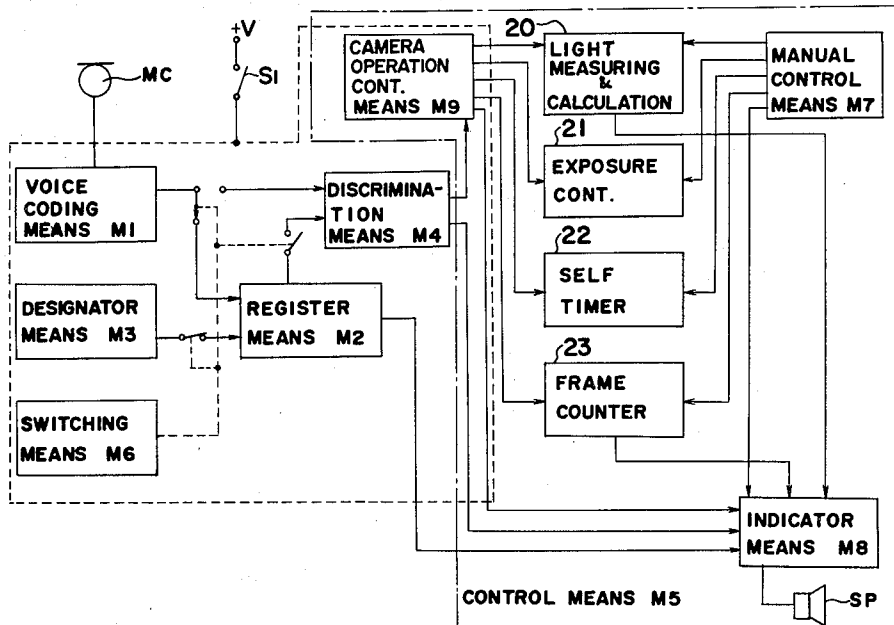 +V
S1
MC
CAMERA
OPERATION
CONT.
MEANS M9
20
LIGHT
MEASURING
&
CALCULATION
MANUAL
CONTROL
MEANS M7
21
EXPOSURE
CONT.
VOICE
CODING
MEANS M1
DISCRIMINA-
TION
MEANS M4
22
SELF
TIMER
DESIGNATOR
MEANS M3
REGISTER
MEANS M2
23
FRAME
COUNTER
SWITCHING
MEANS M6
INDICATOR
MEANS M8
CONTROL MEANS M5
SP